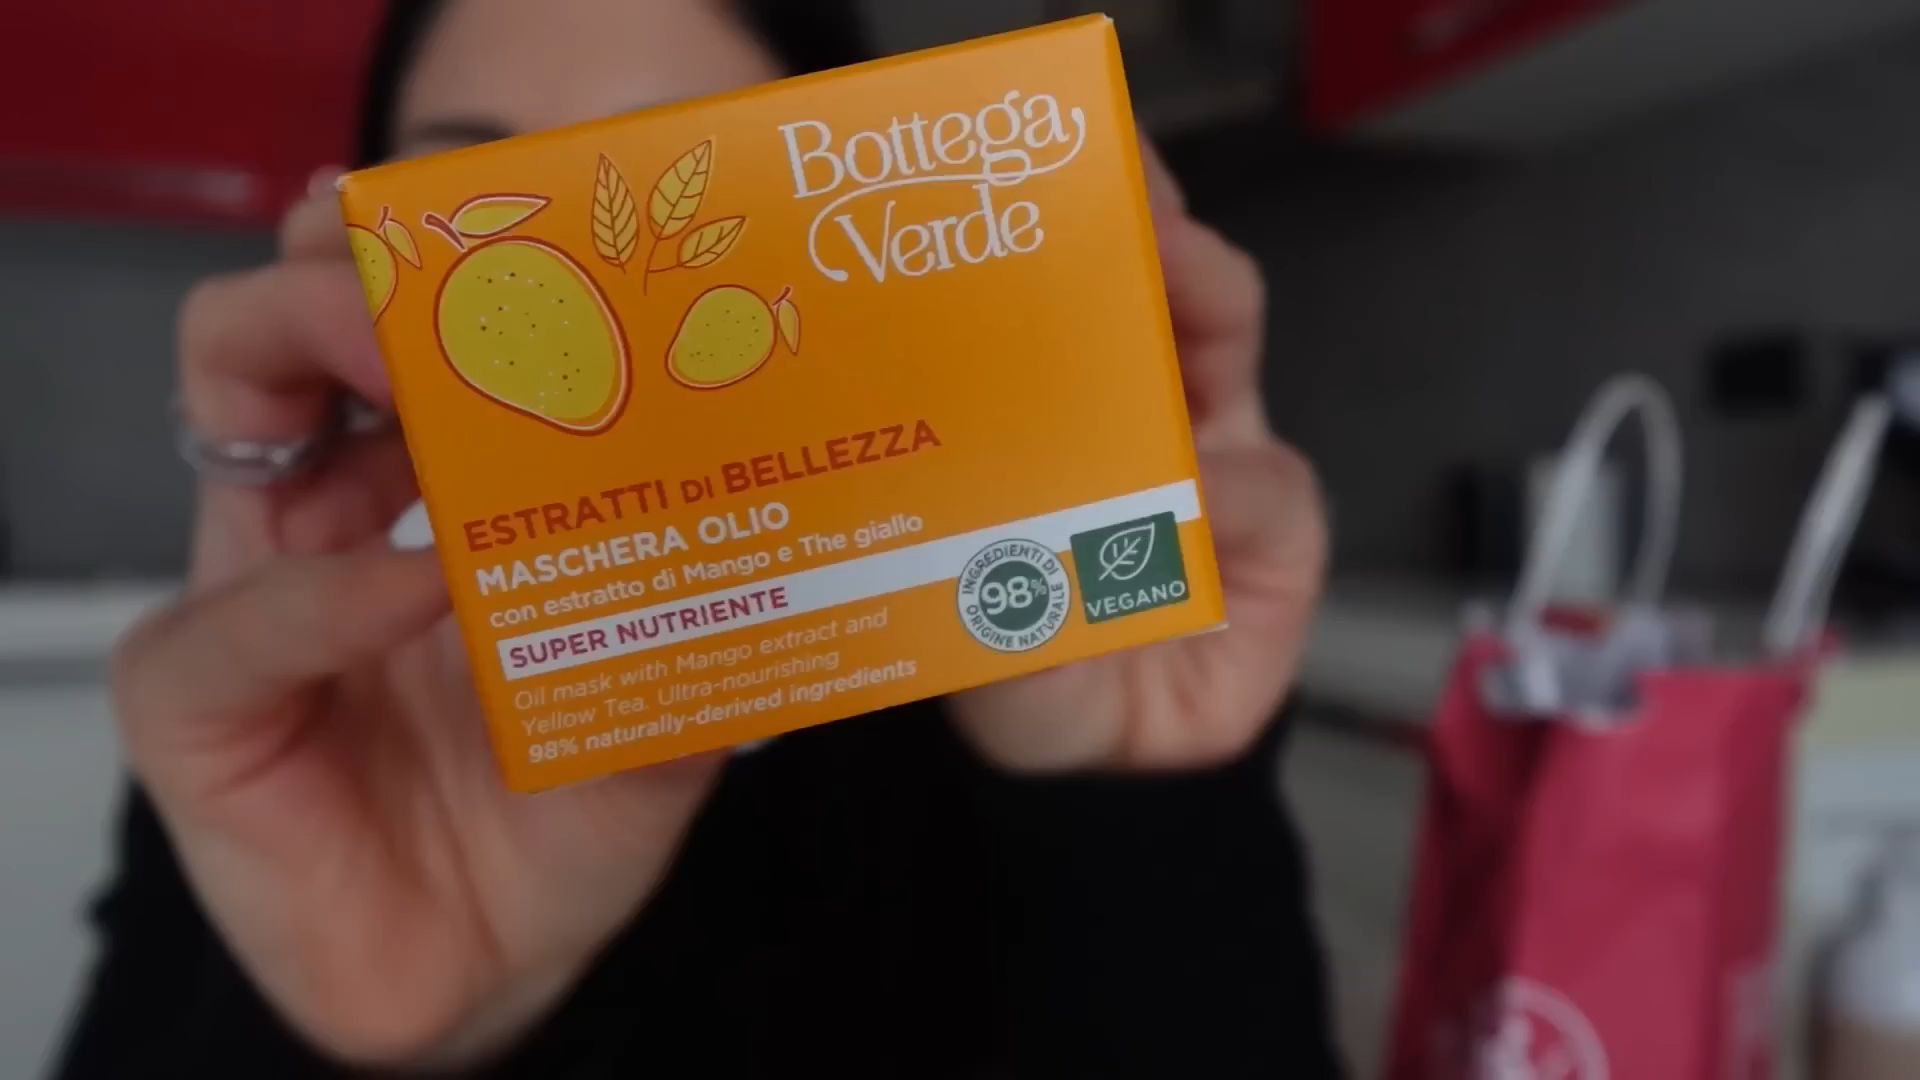 Bottega
Verde
ESTRATTI DI BELLEZZA
MASCHERA OLIO
con estratto di Mango e The giallo
SUPER NUTRIENTE
Oil mask with Mango extract and
Yellow Tea. Ultra-nourishing
98% naturally-derived ingredients
INGREDIENTI DI
98%
ORIGINE NATURALE
VEGANO